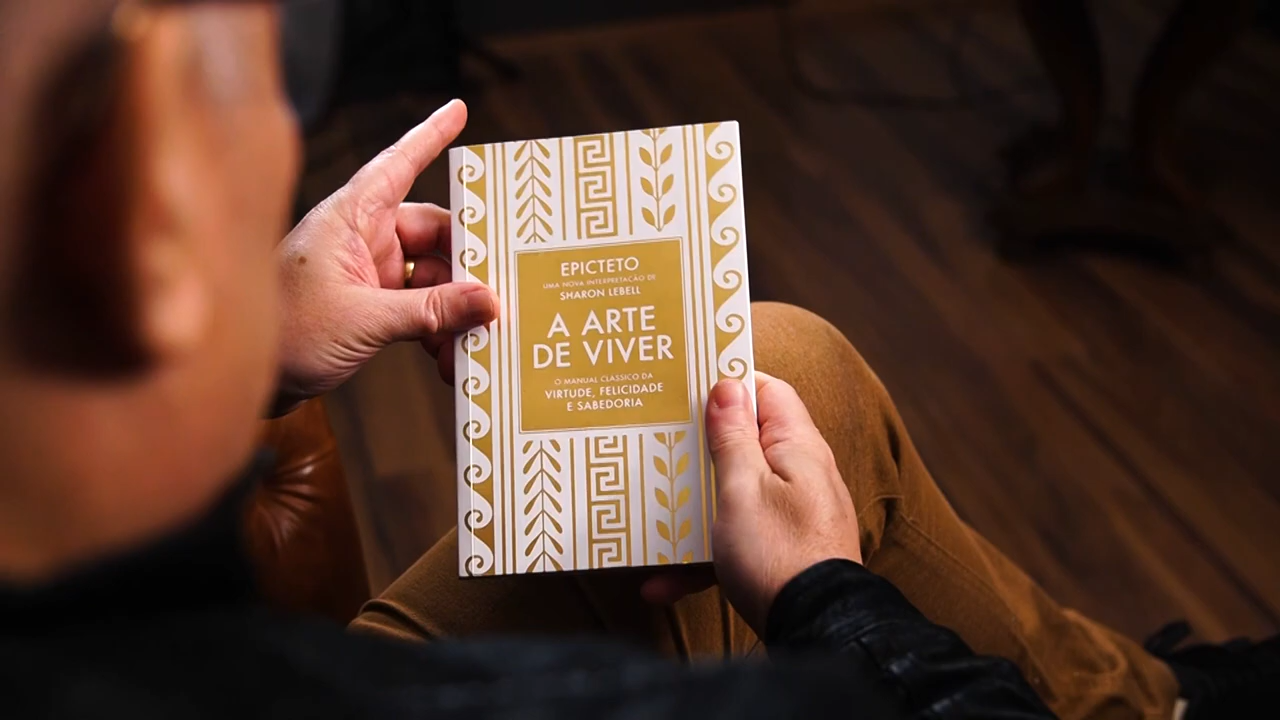 EPICTETO
UMA NOVA INTERPRETAÇÃO DE
SHARON LEBELL
A ARTE
DE VIVER
O MANUAL CLÁSSICO DA
VIRTUDE, FELICIDADE
E SABEDORIA